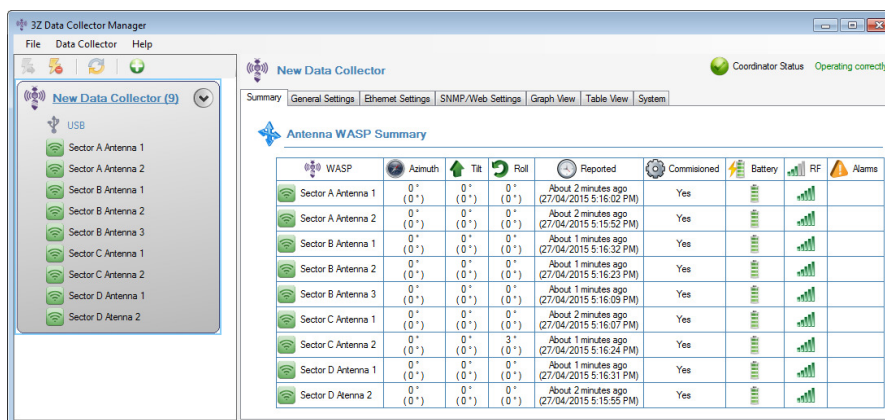 3Z Data Collector Manager
File Data Collector Help
New Data Collector (9)
USB
Sector A Antenna 1
Sector A Antenna 2
Sector B Antenna 1
Sector B Antenna 2
Sector B Antenna 3
Sector C Antenna 1
Sector C Antenna 2
Sector D Antenna 1
Sector D Atenna 2
New Data Collector
Coordinator Status Operating correctly
Summary General Settings Ethernet Settings SNMP/Web Settings Graph View Table View System
Antenna WASP Summary
WASP Azimuth Tilt Roll Reported Commisioned Battery RF Alarms
Sector A Antenna 1 0 ° 0 ° 0 ° About 2 minutes ago Yes
( 0 ° ) ( 0 ° ) ( 0 ° ) (27/04/2015 5:16:02 PM)
Sector A Antenna 2 0 ° 0 ° 0 ° About 2 minutes ago Yes
( 0 ° ) ( 0 ° ) ( 0 ° ) (27/04/2015 5:15:52 PM)
Sector B Antenna 1 0 ° 0 ° 0 ° About 1 minutes ago Yes
( 0 ° ) ( 0 ° ) ( 0 ° ) (27/04/2015 5:16:32 PM)
Sector B Antenna 2 0 ° 0 ° 0 ° About 1 minutes ago Yes
( 0 ° ) ( 0 ° ) ( 0 ° ) (27/04/2015 5:16:23 PM)
Sector B Antenna 3 0 ° 0 ° 0 ° About 1 minutes ago Yes
( 0 ° ) ( 0 ° ) ( 0 ° ) (27/04/2015 5:16:09 PM)
Sector C Antenna 1 0 ° 0 ° 0 ° About 2 minutes ago Yes
( 0 ° ) ( 0 ° ) ( 0 ° ) (27/04/2015 5:16:07 PM)
Sector C Antenna 2 0 ° 0 ° 3 ° About 1 minutes ago Yes
( 0 ° ) ( 0 ° ) ( 0 ° ) (27/04/2015 5:16:24 PM)
Sector D Antenna 1 0 ° 0 ° 0 ° About 1 minutes ago Yes
( 0 ° ) ( 0 ° ) ( 0 ° ) (27/04/2015 5:16:31 PM)
Sector D Atenna 2 0 ° 0 ° 0 ° About 2 minutes ago Yes
( 0 ° ) ( 0 ° ) ( 0 ° ) (27/04/2015 5:15:55 PM)